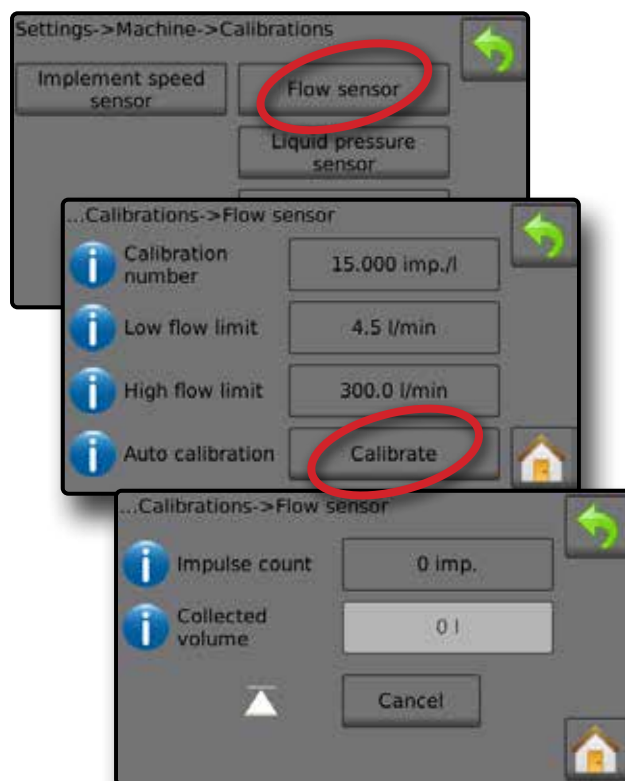 Settings->Machine->Calibrations
Implement speed
sensor
Flow sensor
Liquid pressure
sensor
...Calibrations->Flow sensor
Calibration
number
15.000 imp./l
Low flow limit
4.5 l/min
High flow limit
300.0 l/min
Auto calibration
Calibrate
...Calibrations->Flow sensor
Impulse count
0 imp.
Collected
volume
0 l
Cancel